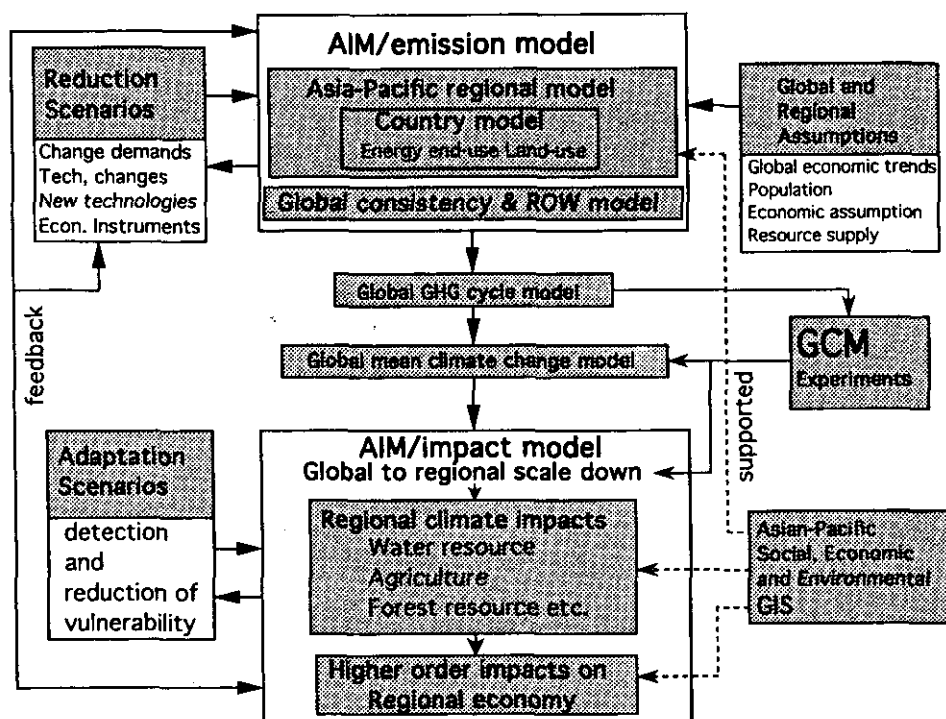 AIM/emission model
Reduction
Scenarios
Change demands
Tech, changes
New technologies
Econ. Instruments
Asia-Pacific regional model
Country model
Energy end-use Land-use
Global consistency & ROW model
Global and
Regional
Assumptions
Global economic trends
Population
Economic assumption
Resource supply
Global GHG cycle model
Global mean climate change model
GCM
Experiments
feedback
supported
AIM/impact model
Global to regional scale down
Adaptation
Scenarios
detection
and
reduction of
vulnerability
Regional climate impacts
Water resource
Agriculture
Forest resource etc.
Asian-Pacific
Social, Economic
and Environmental
GIS
Higher order impacts on
Regional economy